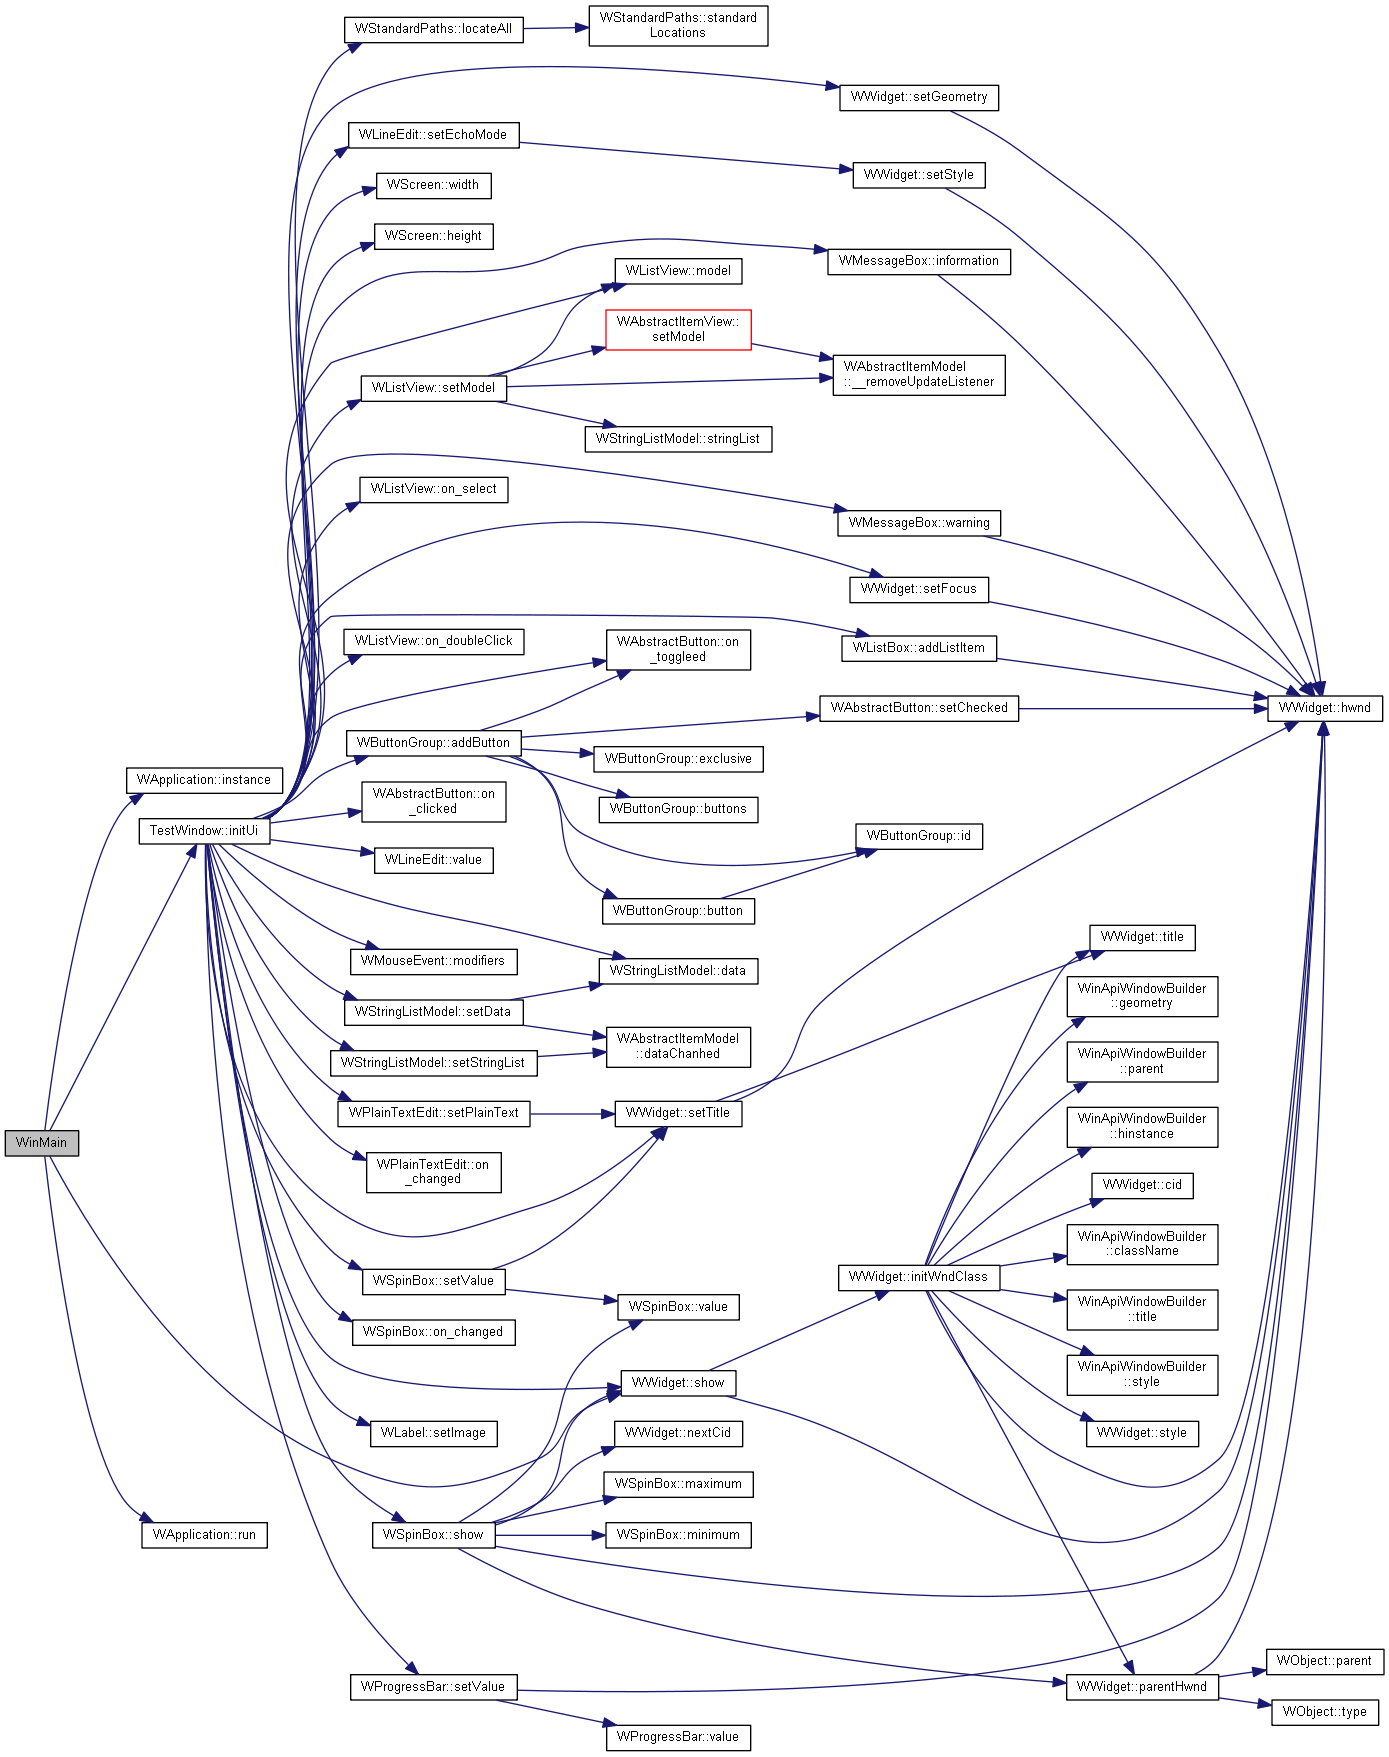 WinMain
WApplication::instance
TestWindow::initUi
WApplication::run
WStandardPaths::locateAll
WLineEdit::setEchoMode
WScreen::width
WScreen::height
WListView::setModel
WListView::on_select
WListView::on_doubleClick
WButtonGroup::addButton
WAbstractButton::on
_clicked
WLineEdit::value
WMouseEvent::modifiers
WStringListModel::setData
WStringListModel::setStringList
WPlainTextEdit::setPlainText
WPlainTextEdit::on
_changed
WSpinBox::setValue
WSpinBox::on_changed
WLabel::setImage
WSpinBox::show
WProgressBar::setValue
WStandardPaths::standard
Locations
WListView::model
WAbstractItemView::
setModel
WStringListModel::stringList
WAbstractButton::on
_toggleed
WButtonGroup::exclusive
WButtonGroup::buttons
WButtonGroup::button
WStringListModel::data
WAbstractItemModel
::dataChanhed
WWidget::setTitle
WSpinBox::value
WWidget::show
WWidget::nextCid
WSpinBox::maximum
WSpinBox::minimum
WProgressBar::value
WWidget::setGeometry
WWidget::setStyle
WMessageBox::information
WAbstractItemModel
::__removeUpdateListener
WMessageBox::warning
WWidget::setFocus
WListBox::addListItem
WAbstractButton::setChecked
WButtonGroup::id
WWidget::initWndClass
WWidget::title
WinApiWindowBuilder
::geometry
WinApiWindowBuilder
::parent
WinApiWindowBuilder
::hinstance
WWidget::cid
WinApiWindowBuilder
::className
WinApiWindowBuilder
::title
WinApiWindowBuilder
::style
WWidget::style
WWidget::parentHwnd
WWidget::hwnd
WObject::parent
WObject::type